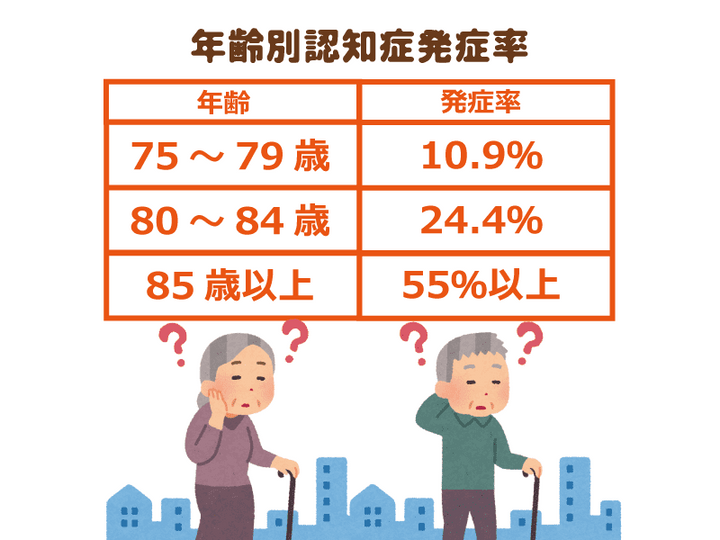 年齢別認知症発症率
年齢 発症率
75～79歳 10.9%
80～84歳 24.4%
85歳以上 55%以上
? ? ? ?